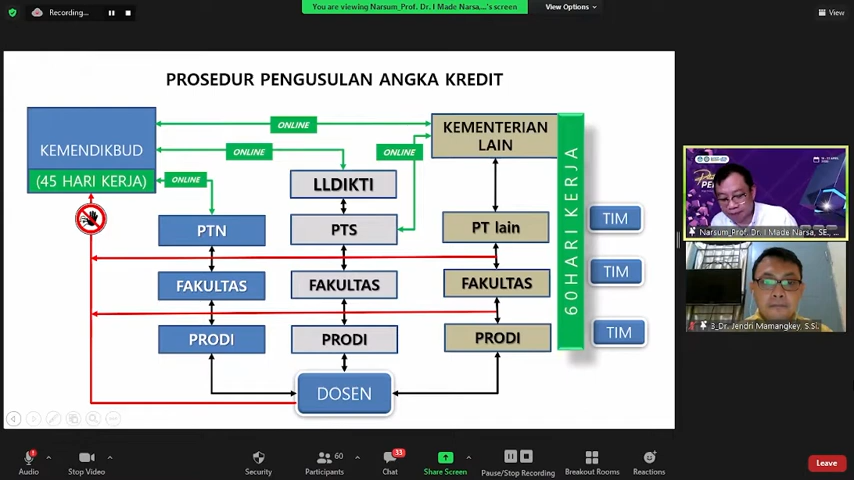 Recording...
You are viewing Narsum_Prof. Dr. I Made Narsa,...'s screen
View Options
View
PROSEDUR PENGUSULAN ANGKA KREDIT
KEMENDIKBUD
(45 HARI KERJA)
ONLINE
ONLINE
ONLINE
ONLINE
KEMENTERIAN
LAIN
LLDIKTI
PTN
PTS
PT lain
FAKULTAS
FAKULTAS
FAKULTAS
PRODI
PRODI
PRODI
DOSEN
60 HARI KERJA
TIM
TIM
TIM
Narsum_Prof. Dr. I Made Narsa, SE., ...
3_Dr. Jendri Mamangkey, S.Si.
Audio
Stop Video
Security
60
Participants
33
Chat
Share Screen
Pause/Stop Recording
Breakout Rooms
Reactions
Leave